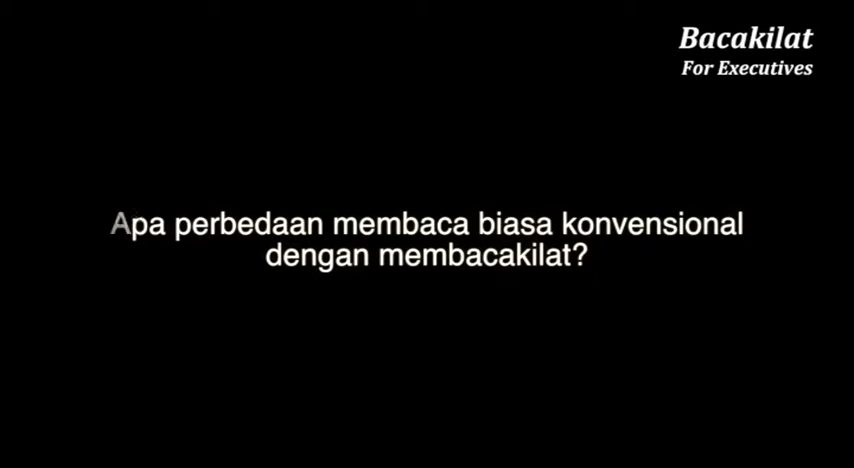 Bacakilat
For Executives
Apa perbedaan membaca biasa konvensional
dengan membacakilat?